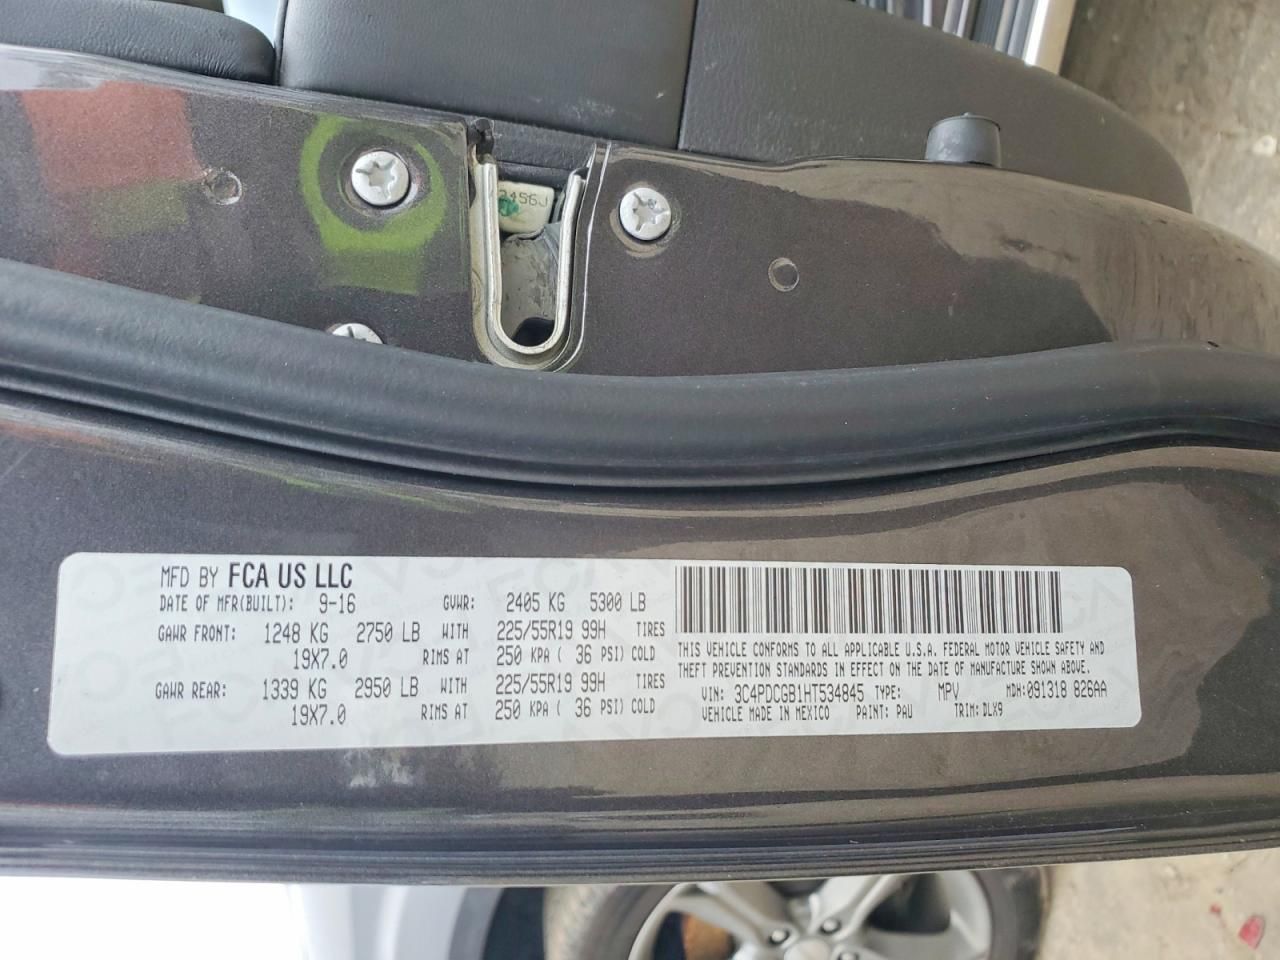 3456J
MFD BY FCA US LLC
DATE OF MFR(BUILT): 9-16 GVWR: 2405 KG 5300 LB
GAWR FRONT: 1248 KG 2750 LB WITH 225/55R19 99H TIRES
19X7.0 RIMS AT 250 KPA ( 36 PSI) COLD
GAWR REAR: 1339 KG 2950 LB WITH 225/55R19 99H TIRES
19X7.0 RIMS AT 250 KPA ( 36 PSI) COLD
THIS VEHICLE CONFORMS TO ALL APPLICABLE U.S.A. FEDERAL MOTOR VEHICLE SAFETY AND
THEFT PREVENTION STANDARDS IN EFFECT ON THE DATE OF MANUFACTURE SHOWN ABOVE.
VIN: 3C4PDCGB1HT534845 TYPE: MPV MDH: 091318 826AA
VEHICLE MADE IN MEXICO PAINT: PAU TRIM: DLX9